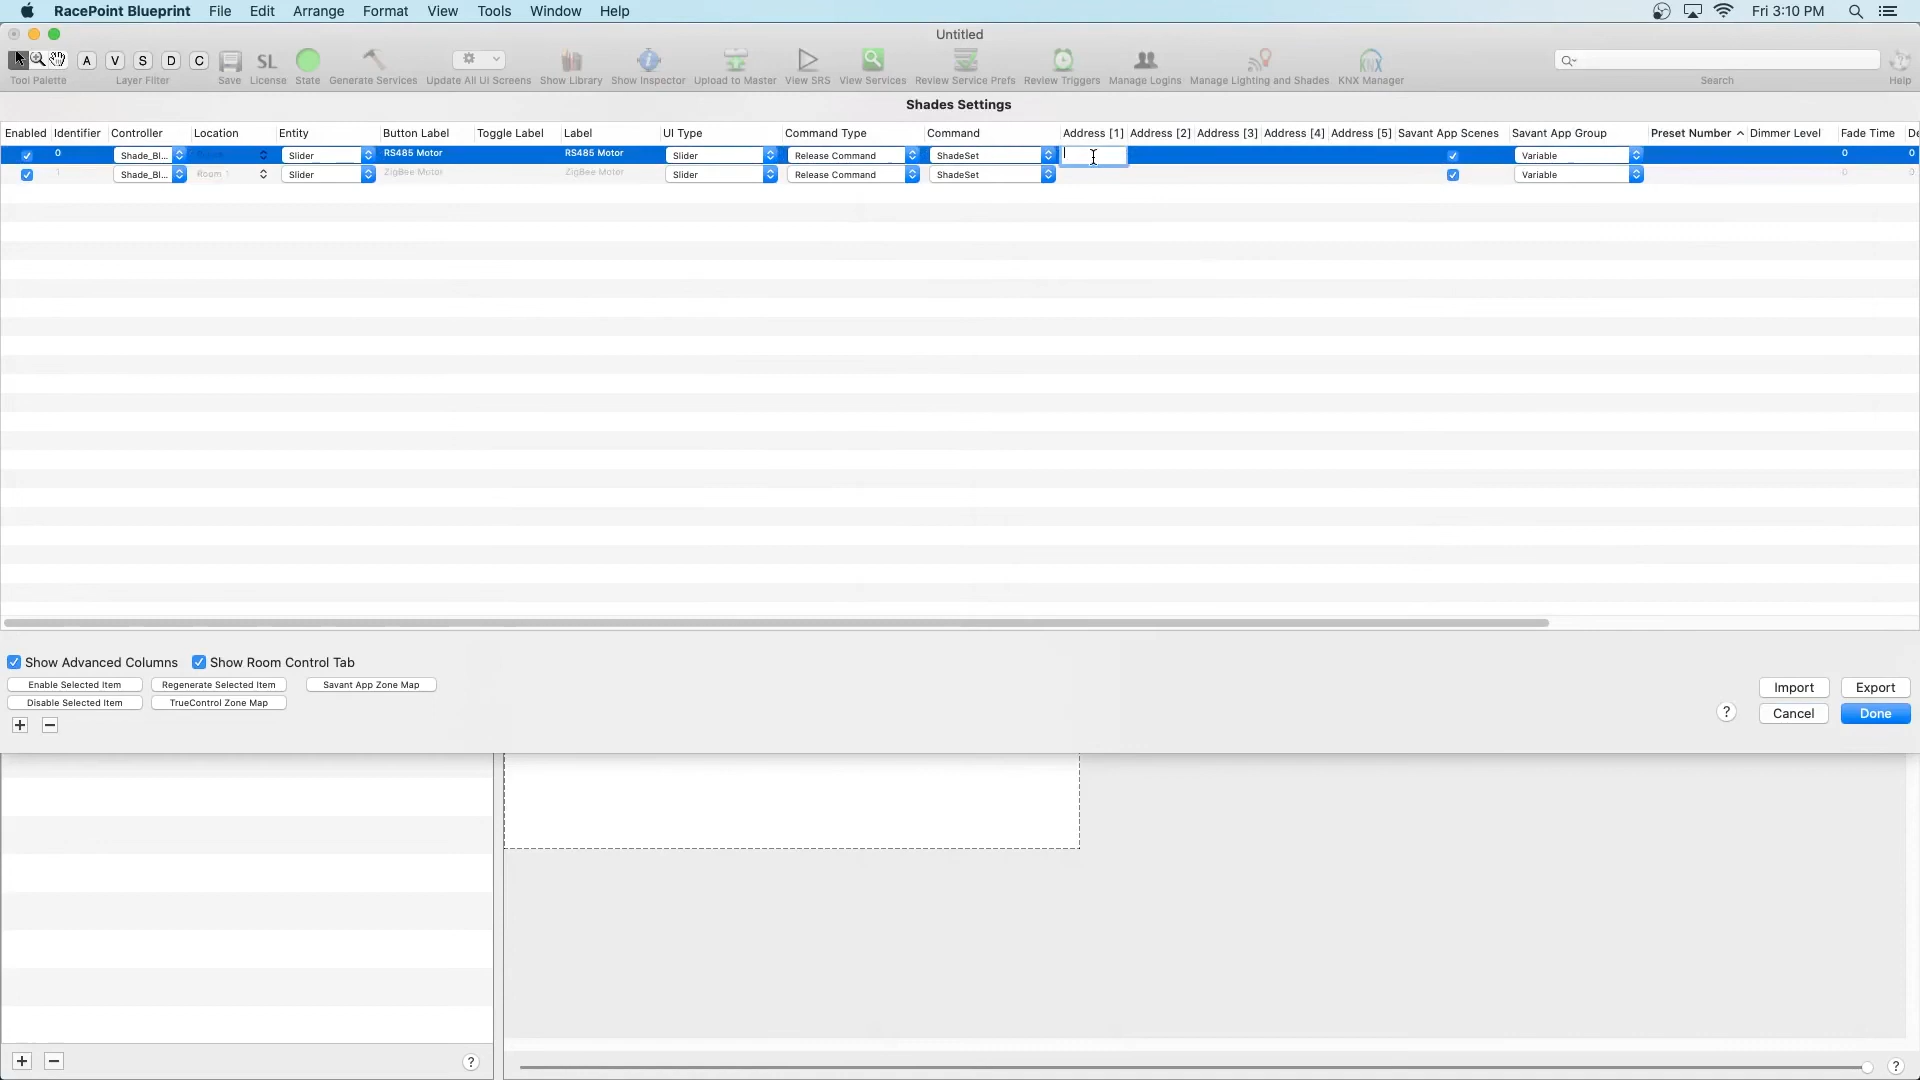 RacePoint Blueprint File Edit Arrange Format View Tools Window Help Fri 3:10 PM
Untitled
A V S D C SL
Tool Palette Layer Filter Save License State Generate Services Update All UI Screens Show Library Show Inspector Upload to Master View SRS View Services Review Service Prefs Review Triggers Manage Logins Manage Lighting and Shades KNX Manager Search Help
Shades Settings
Enabled Identifier Controller Location Entity Button Label Toggle Label Label UI Type Command Type Command Address [1] Address [2] Address [3] Address [4] Address [5] Savant App Scenes Savant App Group Preset Number Dimmer Level Fade Time De
0 Shade_Bl... Slider RS485 Motor RS485 Motor Slider Release Command ShadeSet Variable 0 0
1 Shade_Bl... Room 1 Slider ZigBee Motor ZigBee Motor Slider Release Command ShadeSet Variable 0 0
Show Advanced Columns Show Room Control Tab
Enable Selected Item Regenerate Selected Item Savant App Zone Map Import Export
Disable Selected Item TrueControl Zone Map ? Cancel Done
+ −
+ − ? ?